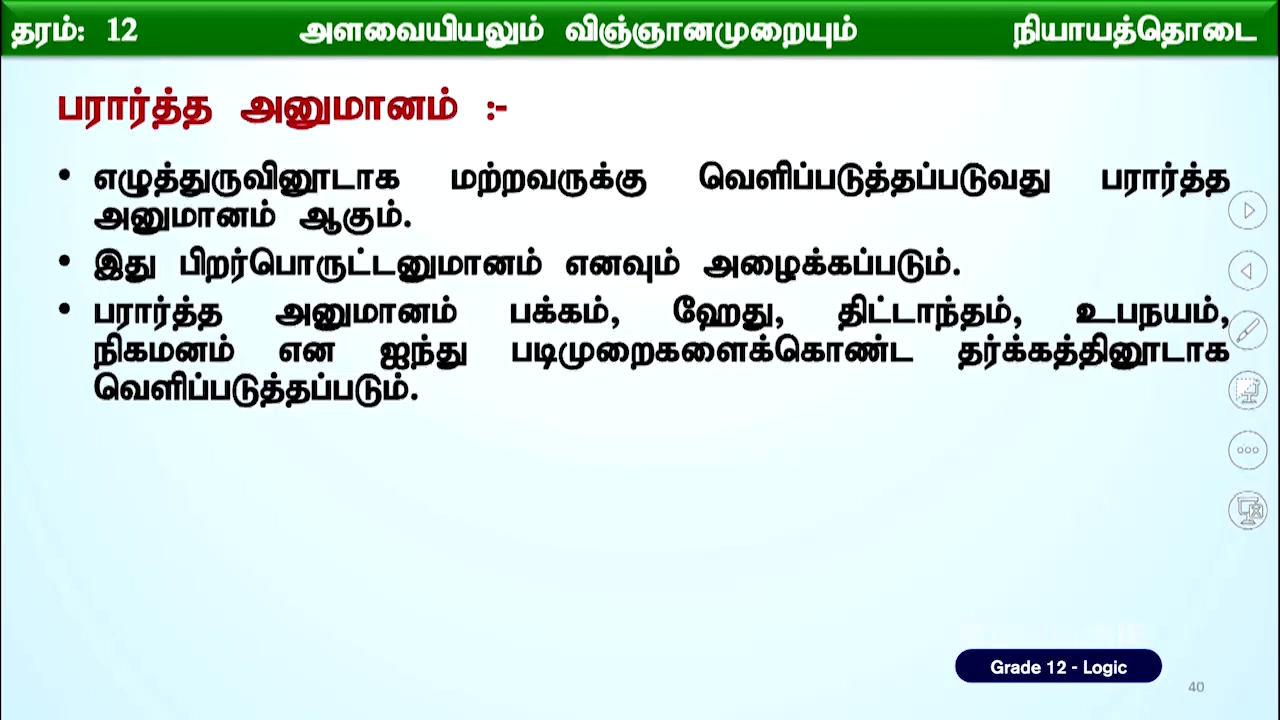 தரம்: 12 அளவையியலும் விஞ்ஞானமுறையும் நியாயத்தொடை
பரார்த்த அனுமானம் :-
• எழுத்துருவினூடாக மற்றவருக்கு வெளிப்படுத்தப்படுவது பரார்த்த
அனுமானம் ஆகும்.
• இது பிறர்பொருட்டனுமானம் எனவும் அழைக்கப்படும்.
• பரார்த்த அனுமானம் பக்கம், ஹேது, திட்டாந்தம், உபநயம்,
நிகமனம் என ஐந்து படிமுறைகளைக்கொண்ட தர்க்கத்தினூடாக
வெளிப்படுத்தப்படும்.
Grade 12 - Logic
40